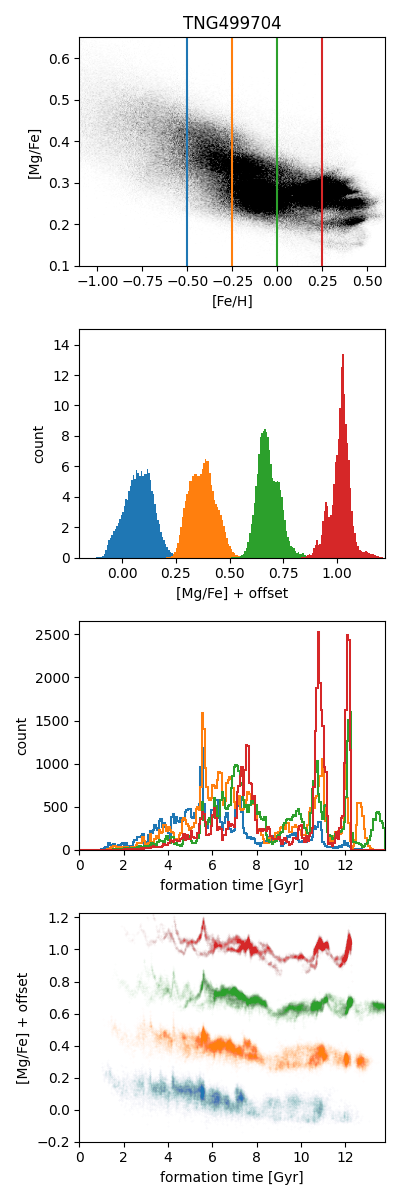 TNG499704
0.6
0.5
0.4
0.3
0.2
0.1
[Mg/Fe]
−1.00 −0.75 −0.50 −0.25 0.00 0.25 0.50
[Fe/H]
14
12
10
8
6
4
2
0
count
0.00 0.25 0.50 0.75 1.00
[Mg/Fe] + offset
2500
2000
1500
1000
500
0
count
0 2 4 6 8 10 12
formation time [Gyr]
1.2
1.0
0.8
0.6
0.4
0.2
0.0
−0.2
[Mg/Fe] + offset
0 2 4 6 8 10 12
formation time [Gyr]